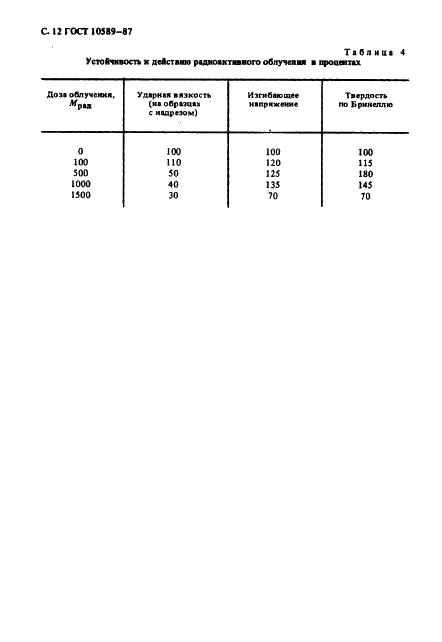 С. 12 ГОСТ 10589—87
Таблица 4
Устойчивость к действию радиоактивного облучения в процентах
Доза облучения, Ударная вязкость Изгибающее Твердость
Мрад (на образцах напряжение по Бринеллю
с надрезом)
0 100 100 100
100 110 120 115
500 50 125 180
1000 40 135 145
1500 30 70 70